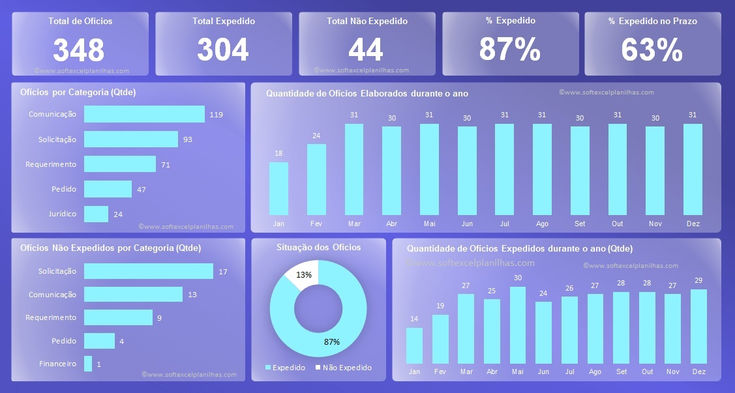 Total de Ofícios
348
©www.softexcelplanilhas.com
Total Expedido
304
Total Não Expedido
44
©www.softexcelplanilhas.com
% Expedido
87%
% Expedido no Prazo
63%
Ofícios por Categoria (Qtde)
Comunicação 119
Solicitação 93
Requerimento 71
Pedido 47
Jurídico 24
©www.softexcelplanilhas.com
Quantidade de Ofícios Elaborados durante o ano
©www.softexcelplanilhas.com
18 24 31 30 31 30 31 31 30 31 30 31
Jan Fev Mar Abr Mai Jun Jul Ago Set Out Nov Dez
Ofícios Não Expedidos por Categoria (Qtde)
Solicitação 17
Comunicação 13
Requerimento 9
Pedido 4
Financeiro 1
©www.softexcelplanilhas.com
Situação dos Ofícios
13%
87%
Expedido Não Expedido
Quantidade de Ofícios Expedidos durante o ano (Qtde)
©www.softexcelplanilhas.com
©www.softexcelplanilhas.com
14 19 27 25 30 24 26 27 28 28 27 29
Jan Fev Mar Abr Mai Jun Jul Ago Set Out Nov Dez